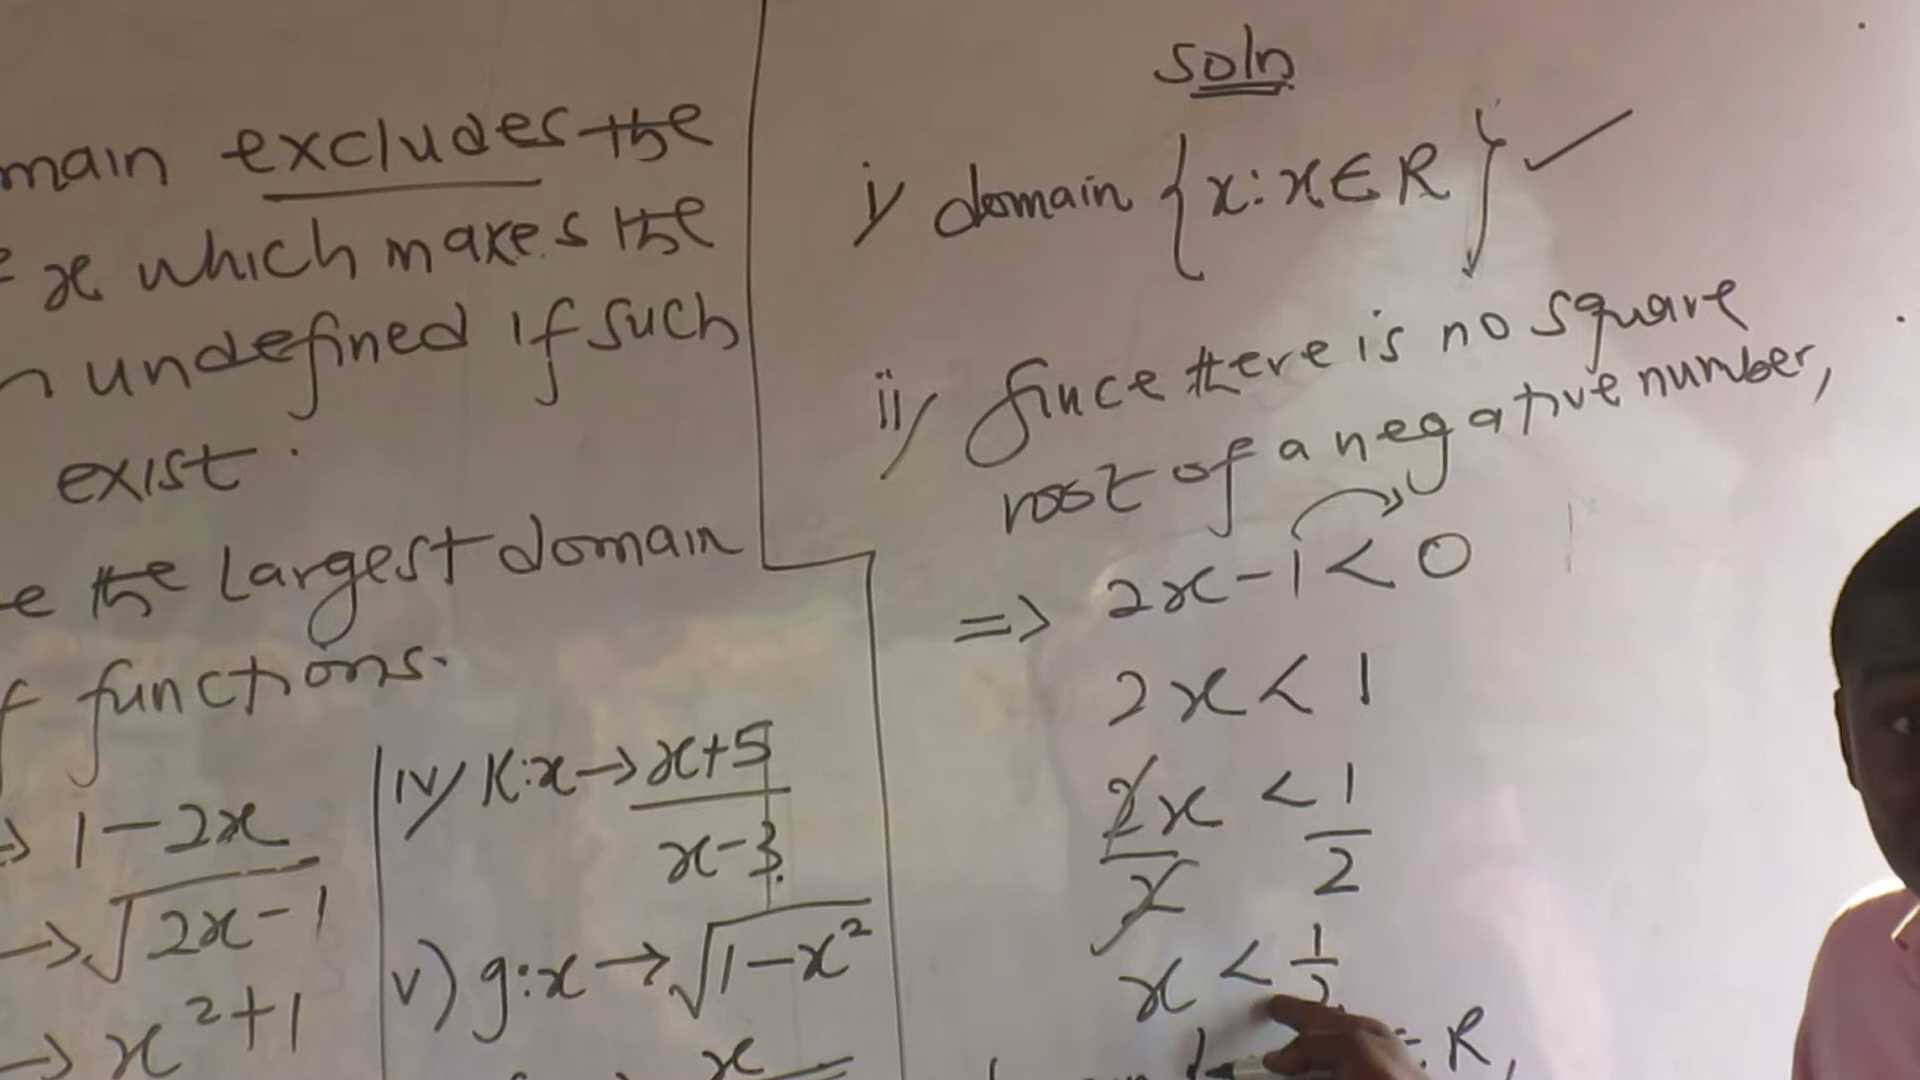 main excludes the
x which makes the
undefined if such
exist.
the largest domain
f functions.
→ 1-2x
→ √2x-1
→ x²+1
iv/ K:x→ x+5
x-3
v) g:x→ √1-x²
x
Soln
i/ domain {x:x∈R} ✓
ii/ Since there is no square
root of a negative number,
=> 2x-1<0
2x<1
2x < 1
2 2
x < 1
2
R,